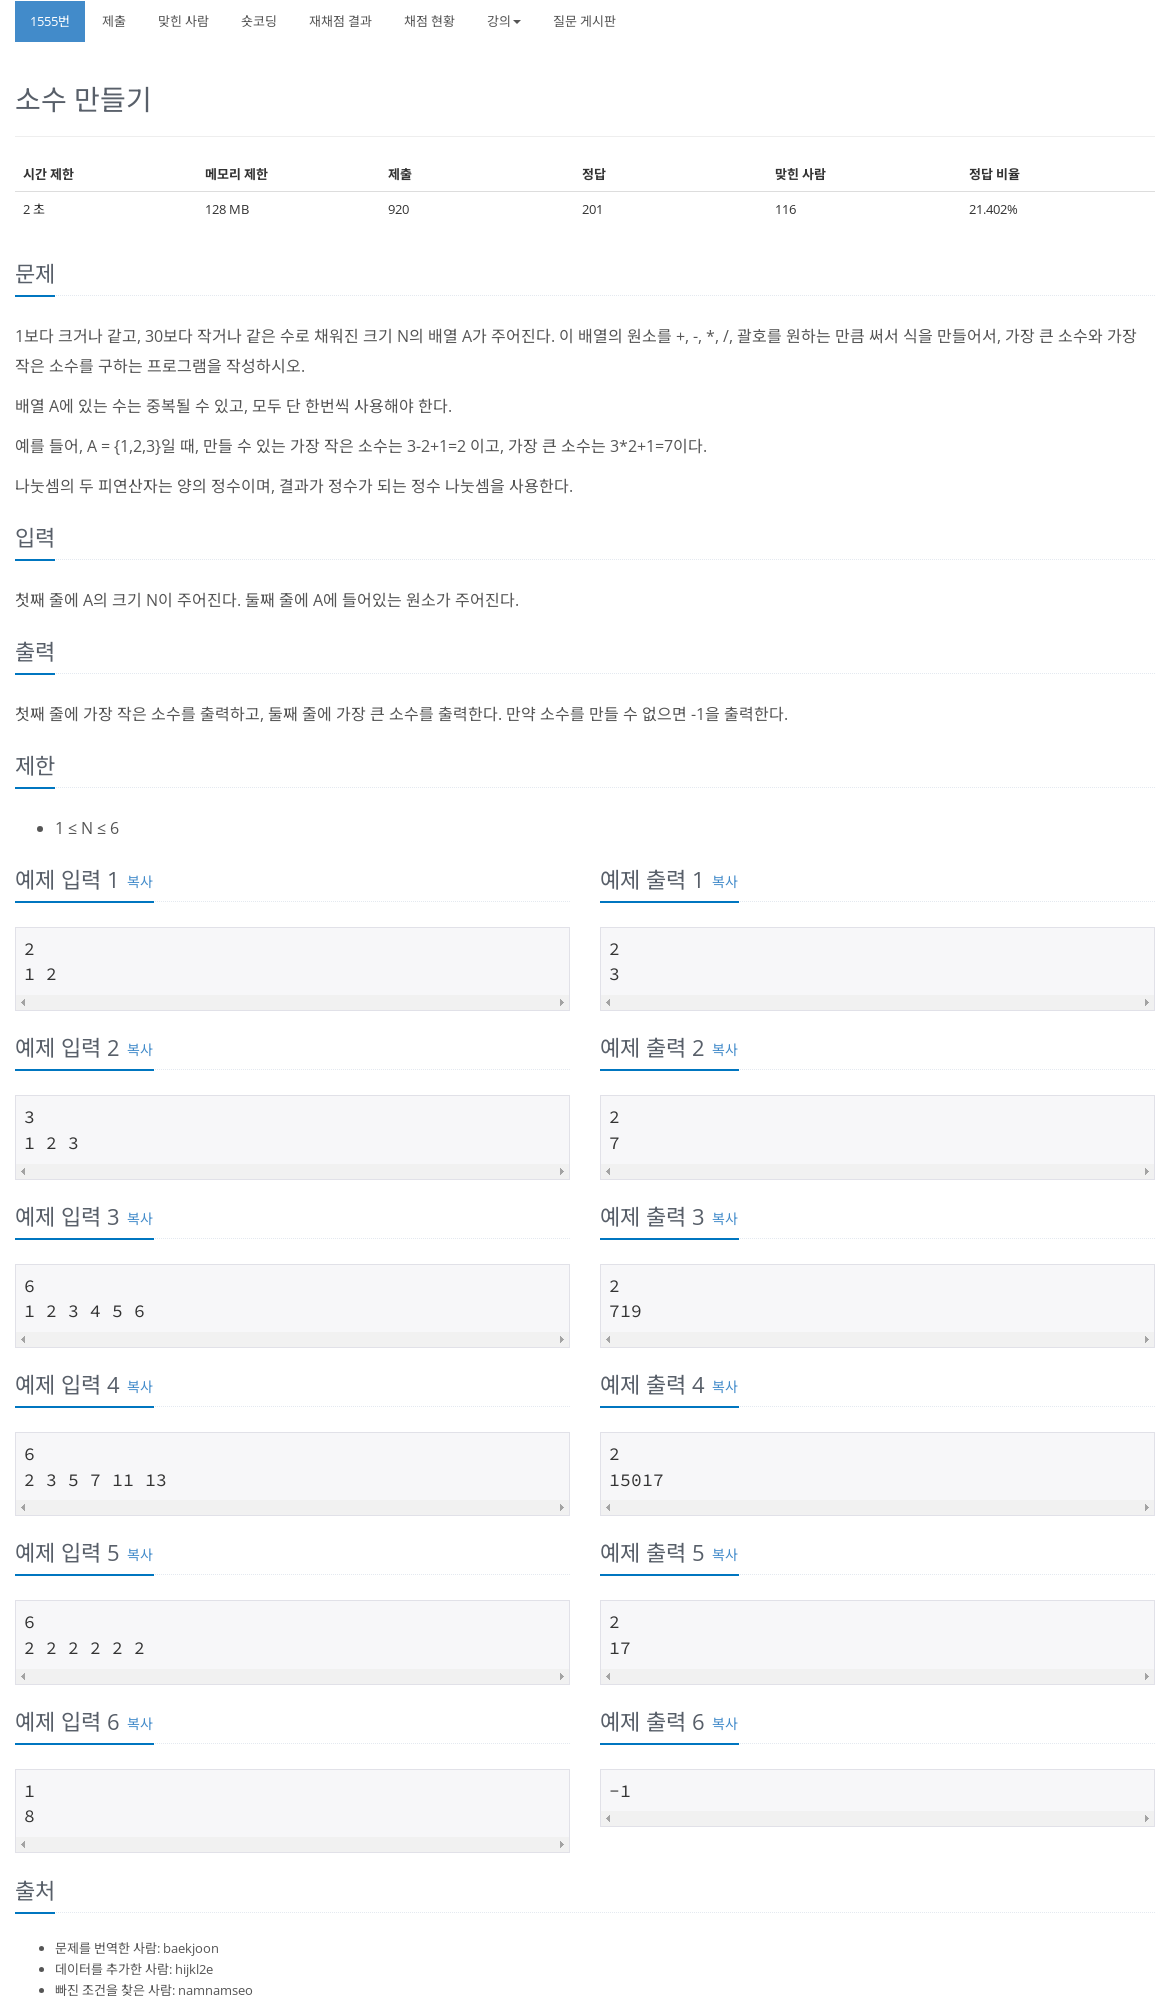 1555번 제출 맞힌 사람 숏코딩 재채점 결과 채점 현황 강의 질문 게시판
소수 만들기
시간 제한 메모리 제한 제출 정답 맞힌 사람 정답 비율
2 초 128 MB 920 201 116 21.402%
문제
1보다 크거나 같고, 30보다 작거나 같은 수로 채워진 크기 N의 배열 A가 주어진다. 이 배열의 원소를 +, -, *, /, 괄호를 원하는 만큼 써서 식을 만들어서, 가장 큰 소수와 가장
작은 소수를 구하는 프로그램을 작성하시오.
배열 A에 있는 수는 중복될 수 있고, 모두 단 한번씩 사용해야 한다.
예를 들어, A = {1,2,3}일 때, 만들 수 있는 가장 작은 소수는 3-2+1=2 이고, 가장 큰 소수는 3*2+1=7이다.
나눗셈의 두 피연산자는 양의 정수이며, 결과가 정수가 되는 정수 나눗셈을 사용한다.
입력
첫째 줄에 A의 크기 N이 주어진다. 둘째 줄에 A에 들어있는 원소가 주어진다.
출력
첫째 줄에 가장 작은 소수를 출력하고, 둘째 줄에 가장 큰 소수를 출력한다. 만약 소수를 만들 수 없으면 -1을 출력한다.
제한
1 ≤ N ≤ 6
예제 입력 1 복사
2
1 2
예제 출력 1 복사
2
3
예제 입력 2 복사
3
1 2 3
예제 출력 2 복사
2
7
예제 입력 3 복사
6
1 2 3 4 5 6
예제 출력 3 복사
2
719
예제 입력 4 복사
6
2 3 5 7 11 13
예제 출력 4 복사
2
15017
예제 입력 5 복사
6
2 2 2 2 2 2
예제 출력 5 복사
2
17
예제 입력 6 복사
1
8
예제 출력 6 복사
-1
출처
문제를 번역한 사람: baekjoon
데이터를 추가한 사람: hijkl2e
빠진 조건을 찾은 사람: namnamseo